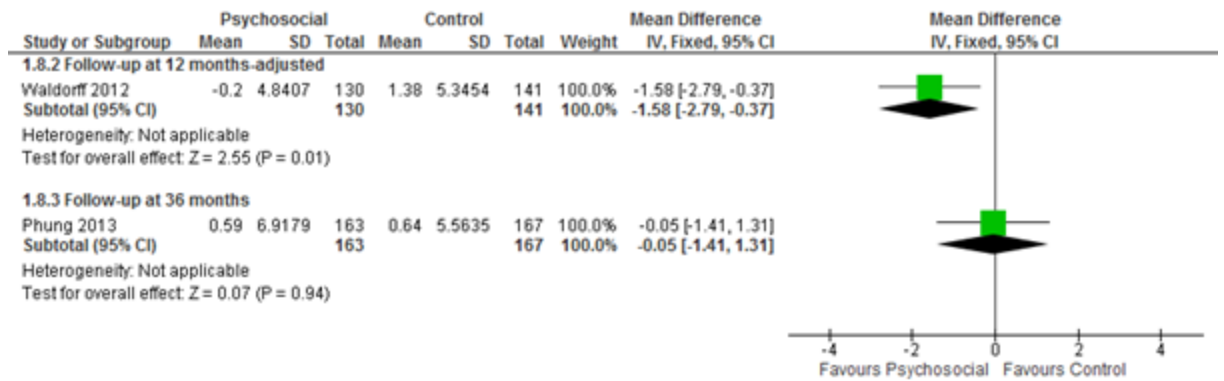 Psychosocial Control Mean Difference Mean Difference
Study or Subgroup Mean SD Total Mean SD Total Weight IV, Fixed, 95% CI IV, Fixed, 95% CI
1.8.2 Follow-up at 12 months-adjusted
Waldorff 2012 -0.2 4.8407 130 1.38 5.3454 141 100.0% -1.58 [-2.79, -0.37]
Subtotal (95% CI) 130 141 100.0% -1.58 [-2.79, -0.37]
Heterogeneity: Not applicable
Test for overall effect: Z = 2.55 (P = 0.01)
1.8.3 Follow-up at 36 months
Phung 2013 0.59 6.9179 163 0.64 5.5635 167 100.0% -0.05 [-1.41, 1.31]
Subtotal (95% CI) 163 167 100.0% -0.05 [-1.41, 1.31]
Heterogeneity: Not applicable
Test for overall effect: Z = 0.07 (P = 0.94)
-4 -2 0 2 4
Favours Psychosocial Favours Control